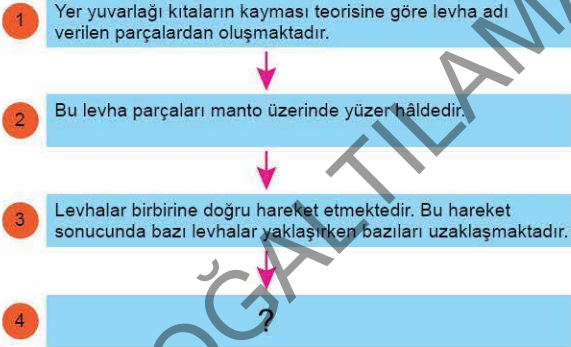 1
Yer yuvarlağı kıtaların kayması teorisine göre levha adı
verilen parçalardan oluşmaktadır.
2
Bu levha parçaları manto üzerinde yüzer hâldedir.
3
Levhalar birbirine doğru hareket etmektedir. Bu hareket
sonucunda bazı levhalar yaklaşırken bazıları uzaklaşmaktadır.
4
?
OĞALTILAMA